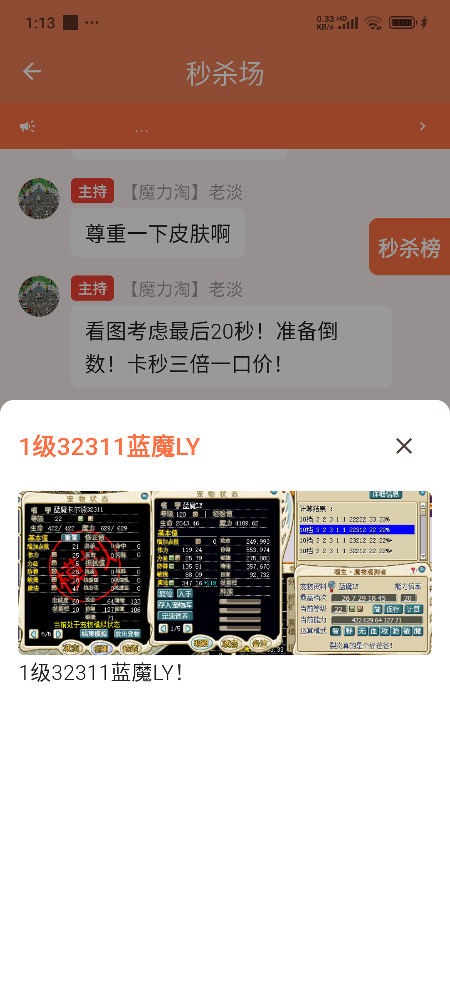 1:13
0.33 KB/s
HD
100
秒杀场
...
主持 【魔力淘】老淡
尊重一下皮肤啊
秒杀榜
主持 【魔力淘】老淡
看图考虑最后20秒！准备倒
数！卡秒三倍一口价！
1级32311蓝魔LY
宠物状态
名字 蓝魔卡尔德32311
等级 22
生命 422/ 422 魔力 629/ 629
基本值 重置 修正值
增加点数 21 必杀 0 命中 0
体力 25 反击 0 闪躲 0
力量 5 抵抗值
防御 28 0 0
敏捷 18 0 0
魔法 47 抗石化 0 0
忠诚度 60 攻击 64 精神 133
技能栏 10 防御 127 回复 106
敏捷 71
当前处于宠物模拟状态
模拟
5/5 结束模拟 放出宠物
状态 明细 技能
宠物状态
名字 蓝魔LY
等级 120 经验值
生命 2043.46 魔力 4109.62
基本值
增加点数 0 攻击 249.993
体力 119.24 防御 553.974
力量 25.79 敏捷 275.080
防御 135.51 精神 357.670
敏捷 88.09 回复 92.732
魔法 347.16 +119 技能栏
复位 入手 种族
存入宠物库
定速饲养
1/5
明细 状态 备注
详细信息
计算结果 :
10档 3 2 3 1 1 22222 33.33%
10档 3 2 3 1 1 22312 22.22%
10档 3 2 3 1 1 23212 22.22%*
10档 3 2 3 1 1 32212 22.22%*
噬生·魔物观测者
宠物资料 蓝魔LY 能力倍率
最高档次 26 7 29 18 45 20
当前等级 22 简 保存 计算
当前能力 422 629 64 127 71
运算模式 智 野 无 血 攻 防 敏 魔
裂炎真的是个好爸爸!
1级32311蓝魔LY！